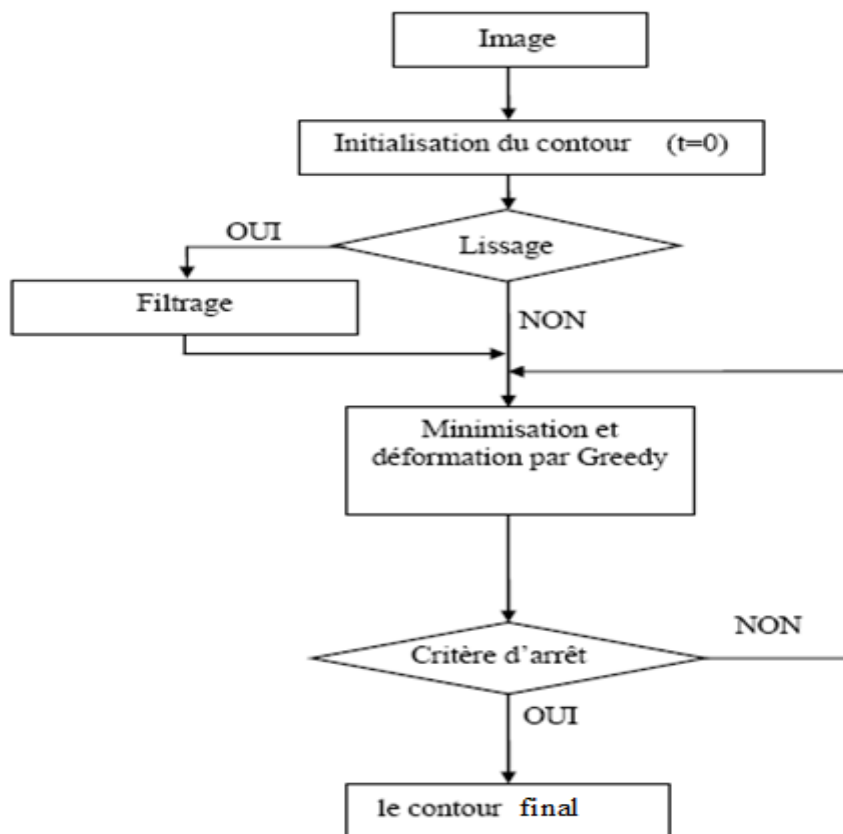 Image
Initialisation du contour (t=0)
OUI
Lissage
Filtrage
NON
Minimisation et
déformation par Greedy
NON
Critère d'arrêt
OUI
le contour final